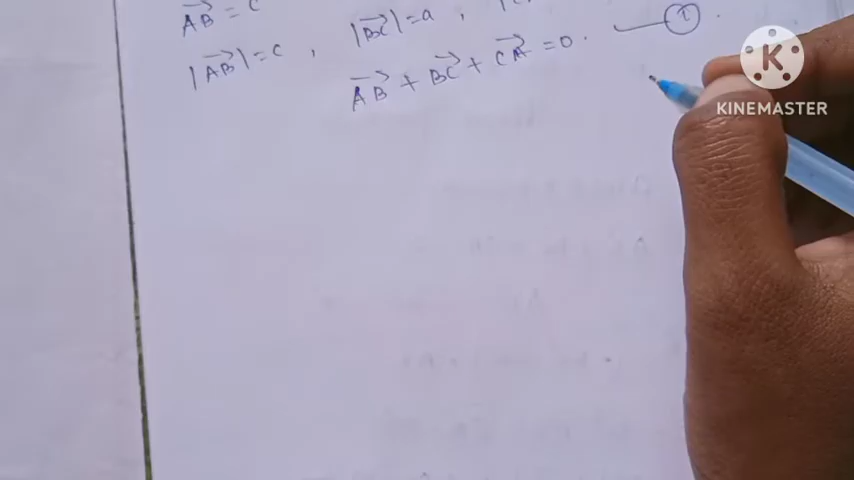 AB→ = c
|AB→| = c , |BC→| = a , |C
AB→ + BC→ + CA→ = 0 . — ①
KINEMASTER